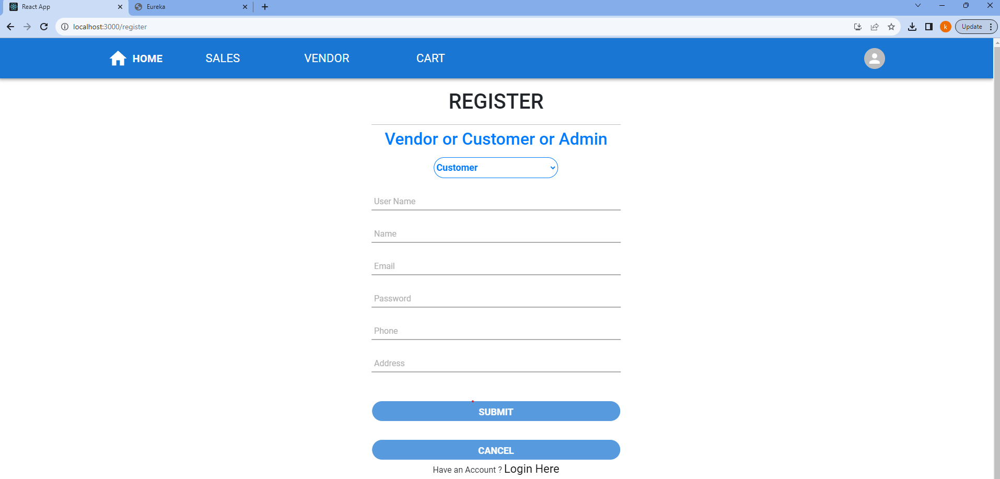 React App
Eureka
localhost:3000/register
k
Update
HOME SALES VENDOR CART
REGISTER
Vendor or Customer or Admin
Customer
User Name
Name
Email
Password
Phone
Address
SUBMIT
CANCEL
Have an Account ? Login Here